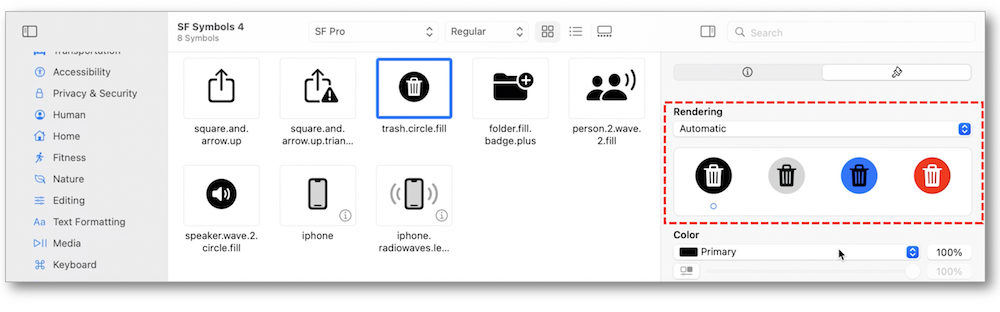 SF Symbols 4
8 Symbols
SF Pro
Regular
Search
Transportation
Accessibility
Privacy & Security
Human
Home
Fitness
Nature
Editing
Aa
Text Formatting
Media
Keyboard
square.and.
arrow.up
square.and.
arrow.up.trian...
trash.circle.fill
folder.fill.
badge.plus
person.2.wave.
2.fill
speaker.wave.2.
circle.fill
iphone
iphone.
radiowaves.le...
Rendering
Automatic
Color
Primary
100%
100%